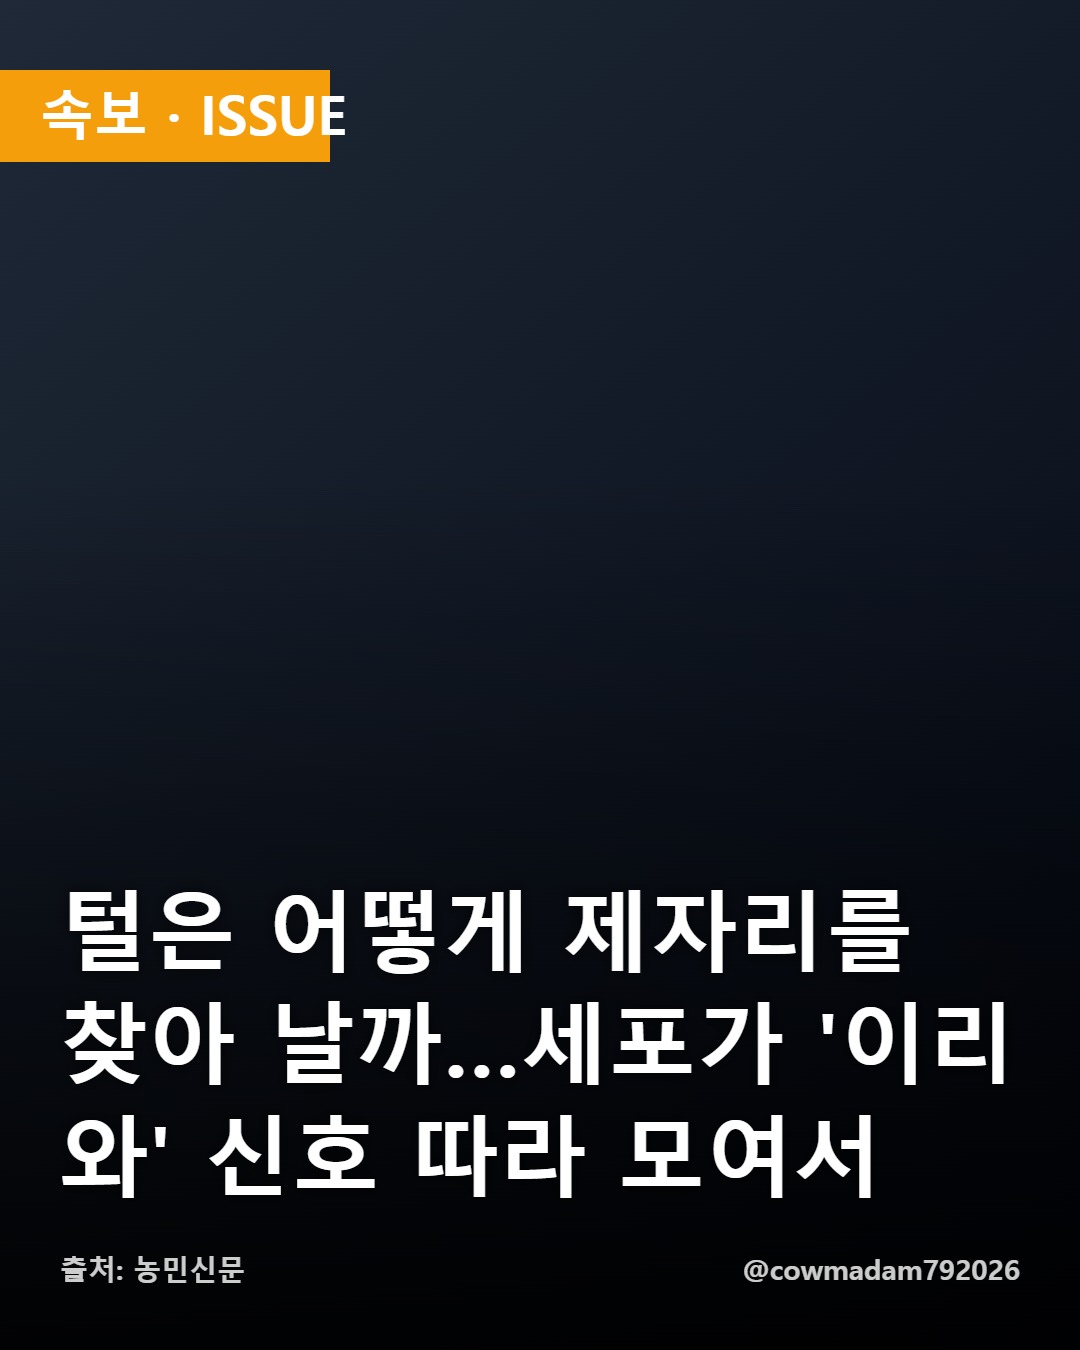 속보 · ISSUE
털은 어떻게 제자리를
찾아 날까...세포가 '이리
와' 신호 따라 모여서
출처: 농민신문
@cowmadam792026